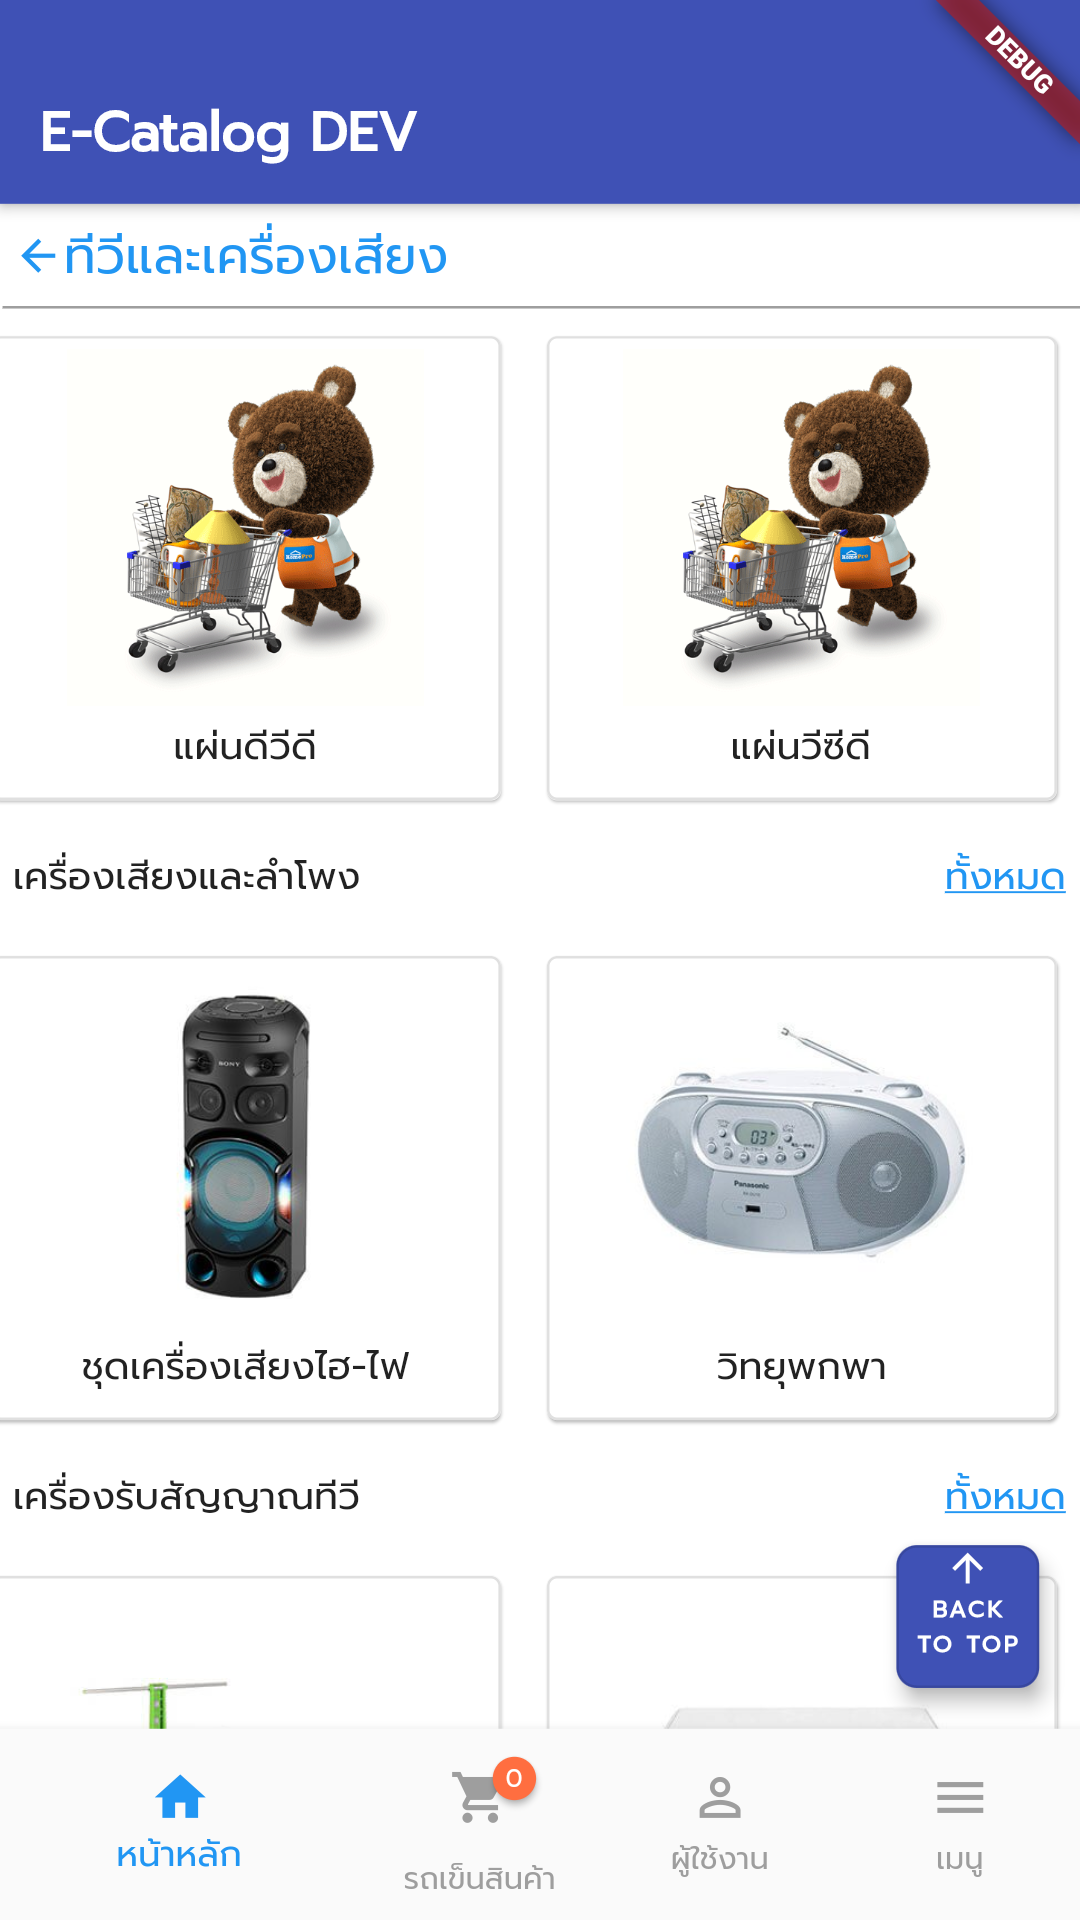 DEBUG
E-Catalog DEV
ทีวีและเครื่องเสียง
HomePro
HomePro
แผ่นดีวีดี
แผ่นวีซีดี
เครื่องเสียงและลำโพง
ทั้งหมด
SONY
03
Panasonic
ชุดเครื่องเสียงไฮ-ไฟ
วิทยุพกพา
เครื่องรับสัญญาณทีวี
ทั้งหมด
BACK
TO TOP
0
หน้าหลัก
รถเข็นสินค้า
ผู้ใช้งาน
เมนู